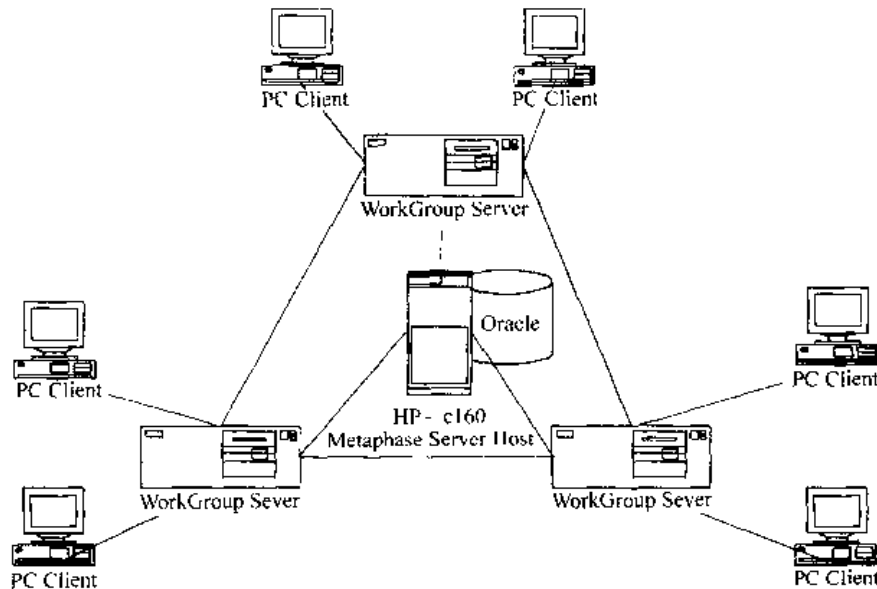 PC Client
PC Client
WorkGroup Server
Oracle
PC Client
PC Client
HP - c160
Metaphase Server Host
WorkGroup Sever
WorkGroup Sever
PC Client
PC Client